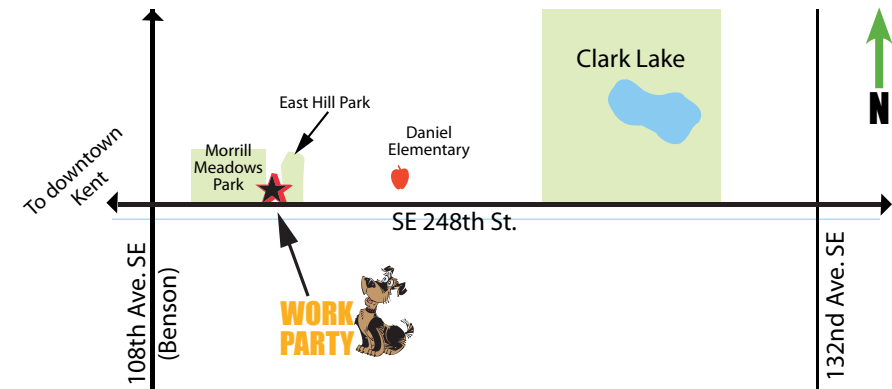 Clark Lake
N
East Hill Park
Daniel
Elementary
Morrill
Meadows
Park
To downtown
Kent
SE 248th St.
108th Ave. SE
(Benson)
WORK
PARTY
132nd Ave. SE